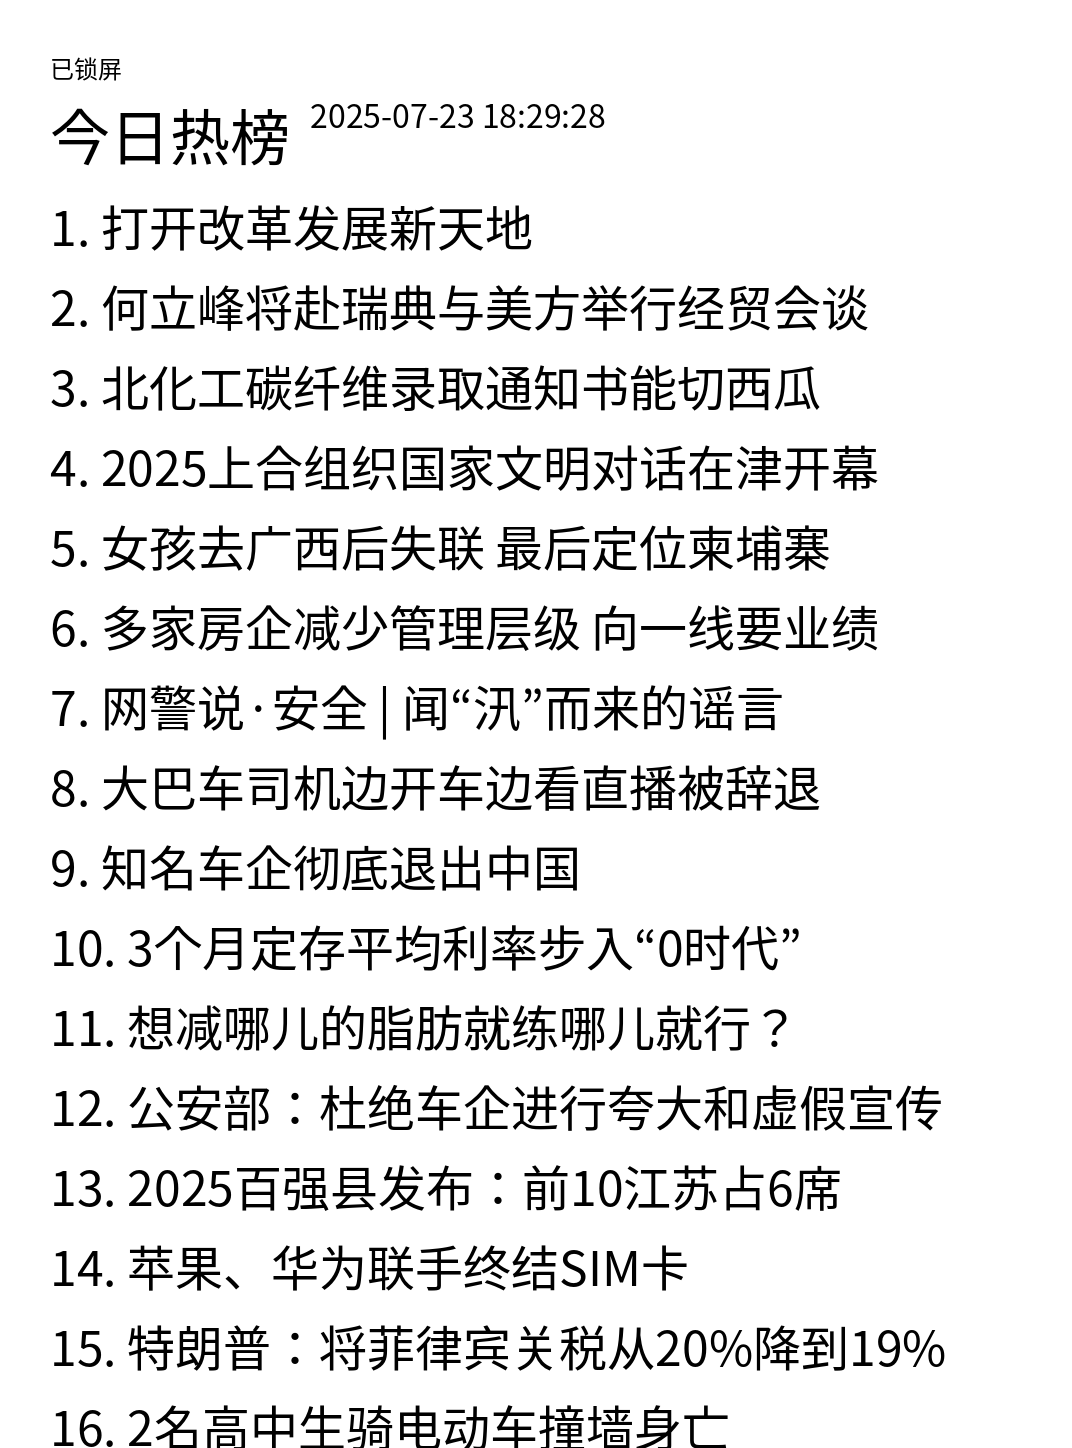 已锁屏
今日热榜 2025-07-23 18:29:28
1. 打开改革发展新天地
2. 何立峰将赴瑞典与美方举行经贸会谈
3. 北化工碳纤维录取通知书能切西瓜
4. 2025上合组织国家文明对话在津开幕
5. 女孩去广西后失联 最后定位柬埔寨
6. 多家房企减少管理层级 向一线要业绩
7. 网警说·安全 | 闻“汛”而来的谣言
8. 大巴车司机边开车边看直播被辞退
9. 知名车企彻底退出中国
10. 3个月定存平均利率步入“0时代”
11. 想减哪儿的脂肪就练哪儿就行？
12. 公安部：杜绝车企进行夸大和虚假宣传
13. 2025百强县发布：前10江苏占6席
14. 苹果、华为联手终结SIM卡
15. 特朗普：将菲律宾关税从20%降到19%
16. 2名高中生骑电动车撞墙身亡